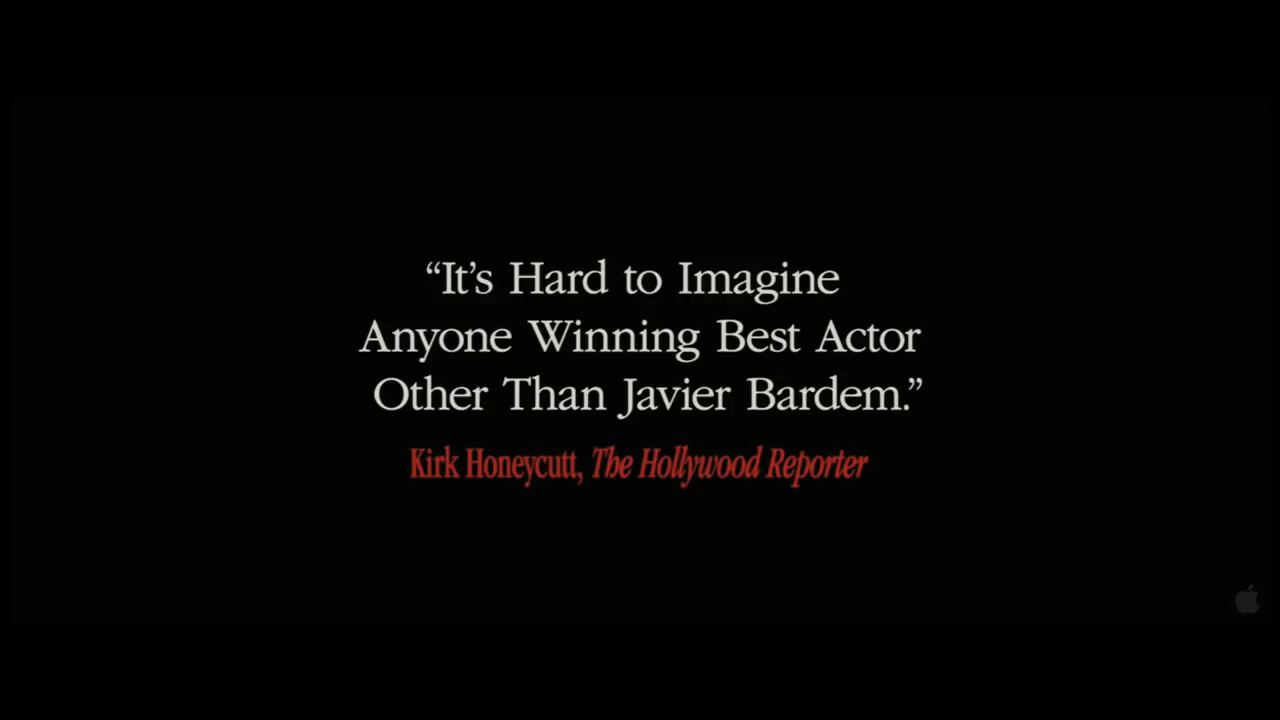 “It’s Hard to Imagine
Anyone Winning Best Actor
Other Than Javier Bardem.”
Kirk Honeycutt, The Hollywood Reporter